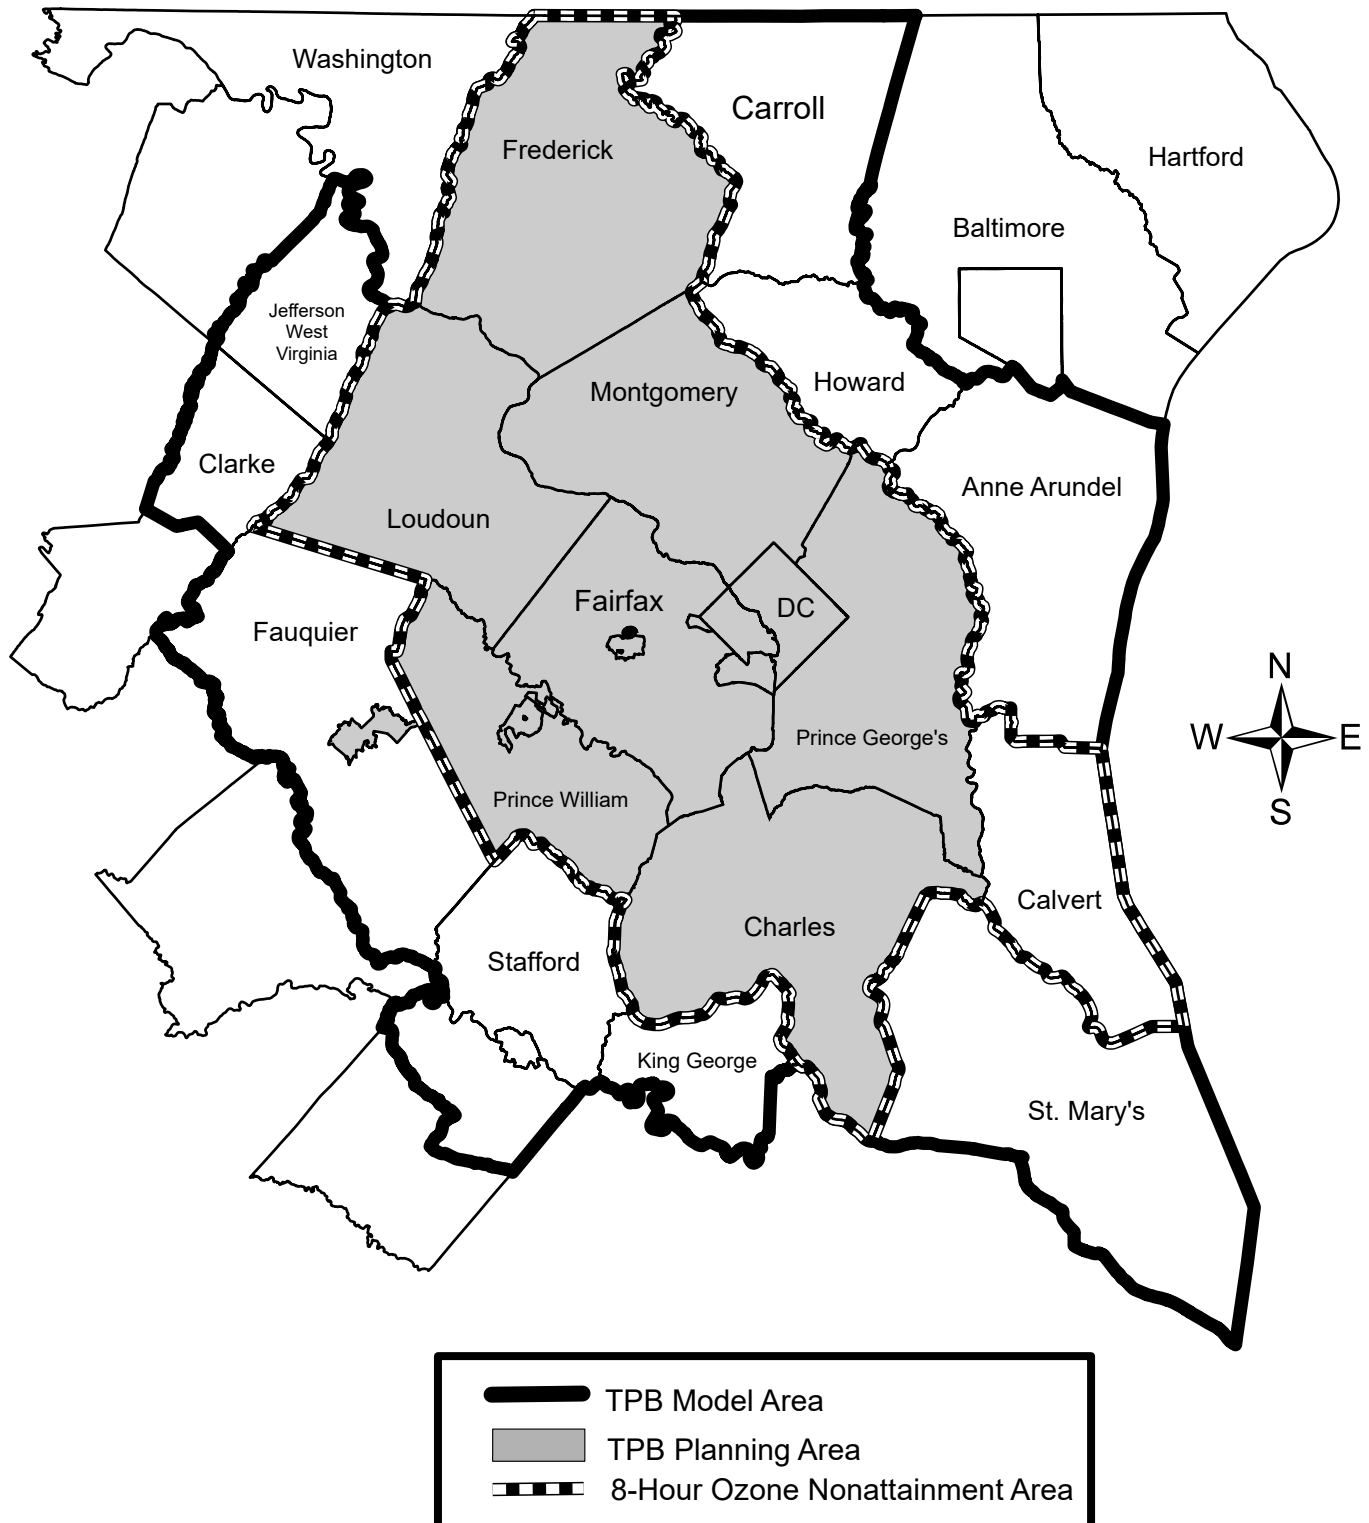 Washington
Carroll
Frederick
Hartford
Baltimore
Jefferson
West
Virginia
Montgomery
Howard
Clarke
Anne Arundel
Loudoun
Fairfax
DC
Fauquier
N
W
E
S
Prince George's
Prince William
Calvert
Charles
Stafford
King George
St. Mary's
TPB Model Area
TPB Planning Area
8-Hour Ozone Nonattainment Area